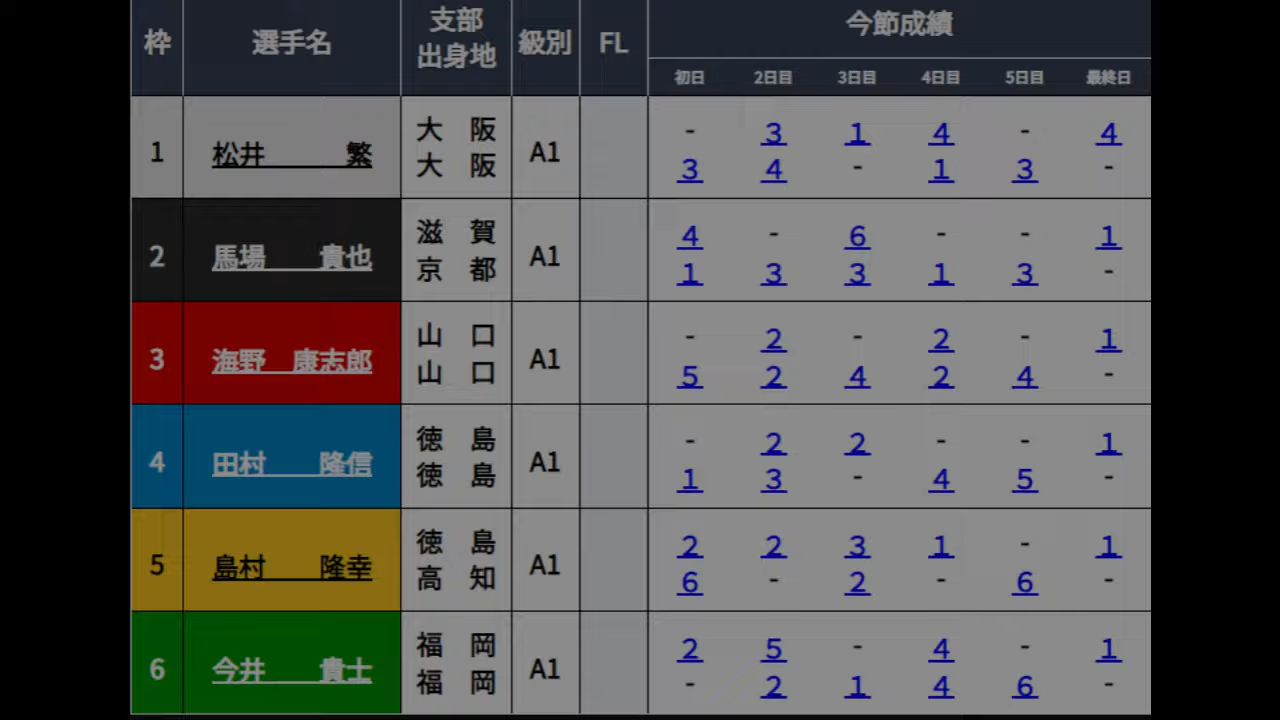 枠 選手名 支部 出身地 級別 FL 今節成績
初日 2日目 3日目 4日目 5日目 最終日
1 松井 繁 大 阪 A1 - 3 1 4 - 4
大 阪 3 4 - 1 3 -
2 馬場 貴也 滋 賀 A1 4 - 6 - - 1
京 都 1 3 3 1 3 -
3 海野 康志郎 山 口 A1 - 2 - 2 - 1
山 口 5 2 4 2 4 -
4 田村 隆信 徳 島 A1 - 2 2 - - 1
徳 島 1 3 - 4 5 -
5 島村 隆幸 徳 島 A1 2 2 3 1 - 1
高 知 6 - 2 - 6 -
6 今井 貴士 福 岡 A1 2 5 - 4 - 1
福 岡 - 2 1 4 6 -